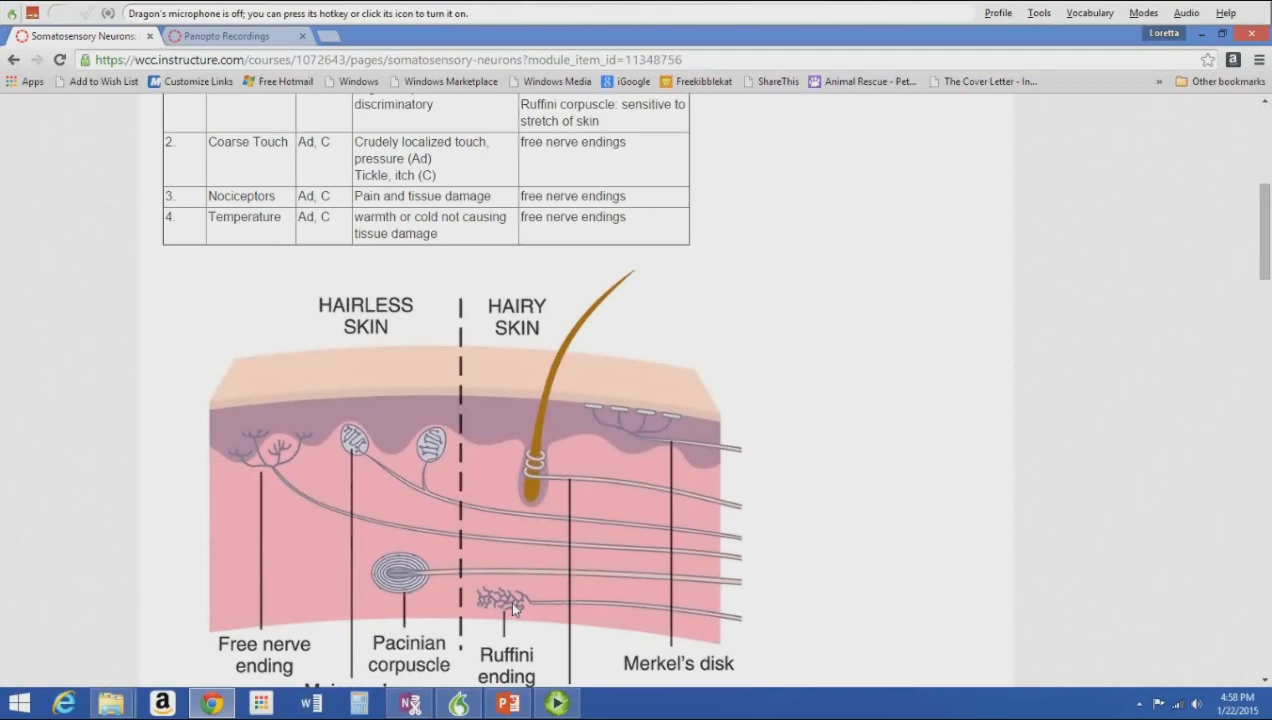 Dragon's microphone is off; you can press its hotkey or click its icon to turn it on.
Profile Tools Vocabulary Modes Audio Help
Somatosensory Neurons:
Panopto Recordings
Loretta
https://wcc.instructure.com/courses/1072643/pages/somatosensory-neurons?module_item_id=11348756
Apps Add to Wish List Customize Links Free Hotmail Windows Windows Marketplace Windows Media iGoogle Freekibblekat ShareThis Animal Rescue - Pet... The Cover Letter - In... » Other bookmarks
discriminatory
Ruffini corpuscle: sensitive to
stretch of skin
2. Coarse Touch Ad, C Crudely localized touch, free nerve endings
pressure (Ad)
Tickle, itch (C)
3. Nociceptors Ad, C Pain and tissue damage free nerve endings
4. Temperature Ad, C warmth or cold not causing free nerve endings
tissue damage
HAIRLESS
SKIN
HAIRY
SKIN
Free nerve
ending
Pacinian
corpuscle
Ruffini
ending
Merkel's disk
4:58 PM
1/22/2015